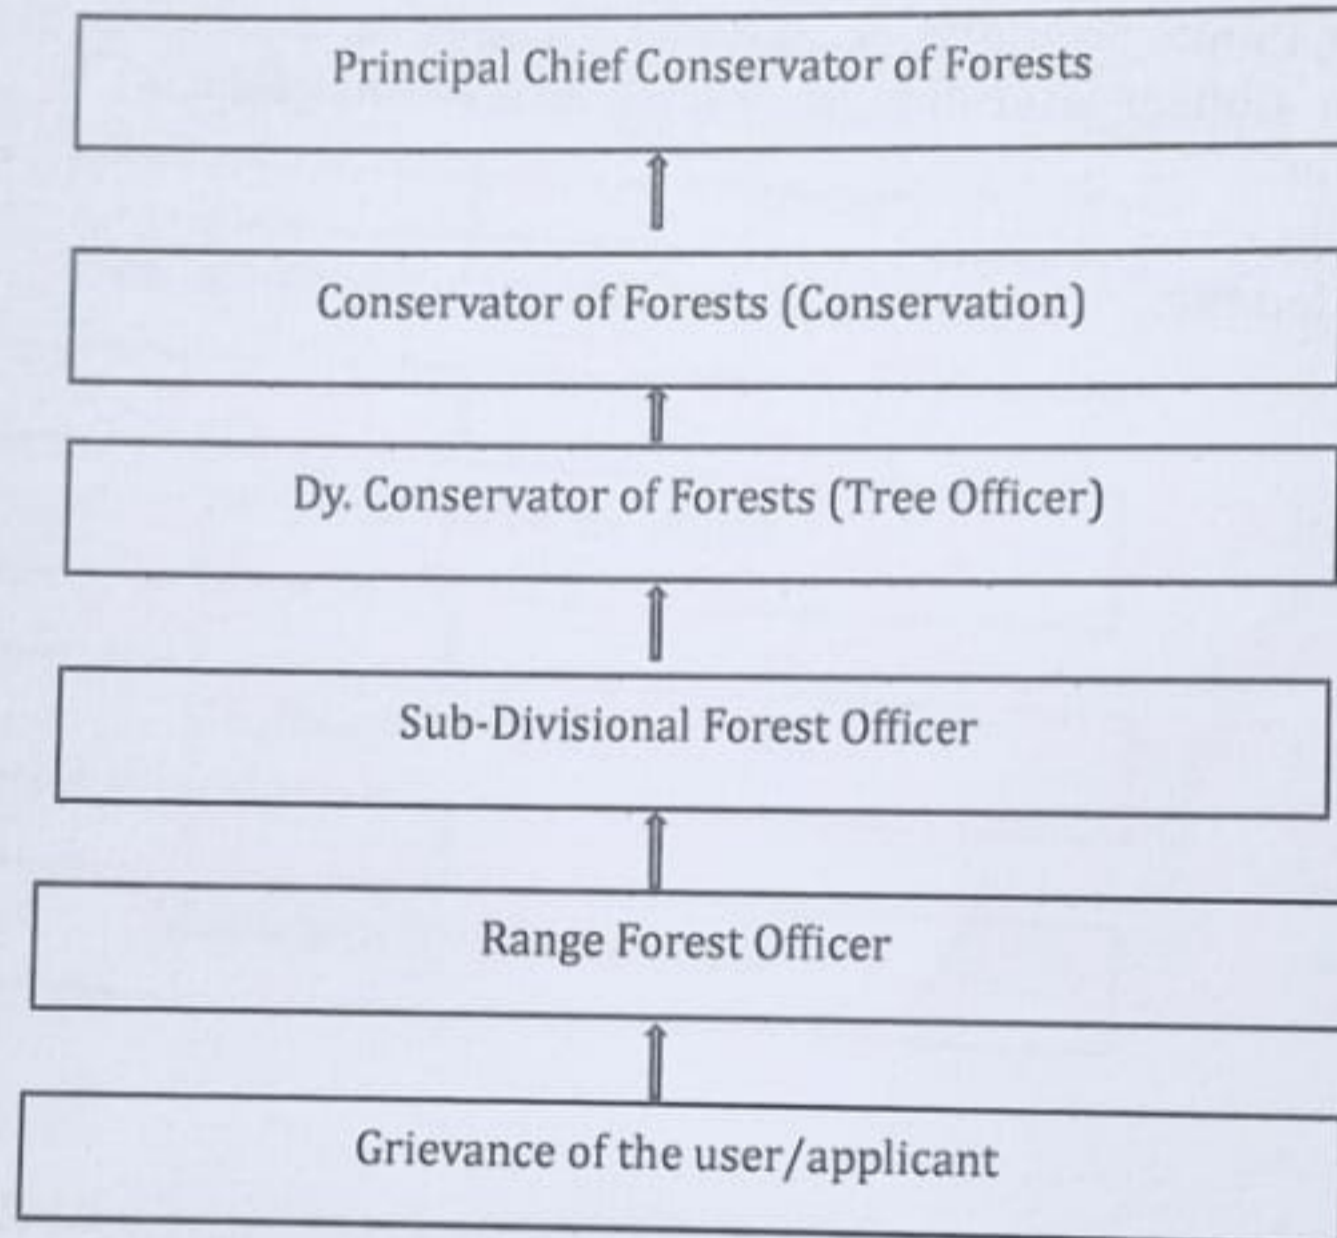 Principal Chief Conservator of Forests
Conservator of Forests (Conservation)
Dy. Conservator of Forests (Tree Officer)
Sub-Divisional Forest Officer
Range Forest Officer
Grievance of the user/applicant